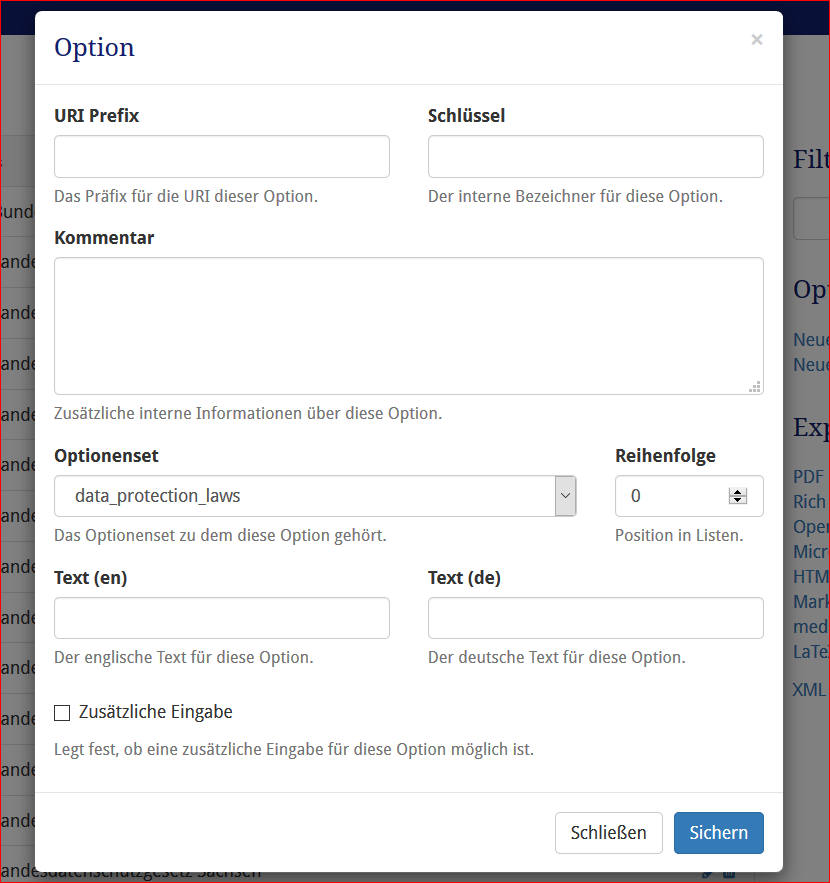 Option
×
URI Prefix
Schlüssel
Das Präfix für die URI dieser Option.
Der interne Bezeichner für diese Option.
Kommentar
Zusätzliche interne Informationen über diese Option.
Optionenset
Reihenfolge
data_protection_laws
0
Das Optionenset zu dem diese Option gehört.
Position in Listen.
Text (en)
Text (de)
Der englische Text für diese Option.
Der deutsche Text für diese Option.
Zusätzliche Eingabe
Legt fest, ob eine zusätzliche Eingabe für diese Option möglich ist.
Schließen
Sichern
Filt
Opt
Neue
Neue
Exp
PDF
Rich
Oper
Micr
HTM
Mark
med
LaTe
XML
Bund
ande
ande
ande
ande
ande
ande
ande
ande
ande
ande
ande
ande
andesdatenschutzgesetz Sachsen